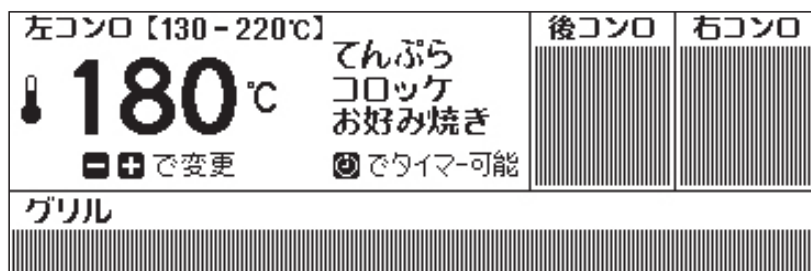 左コンロ【130-220℃】
180℃
てんぷら
コロッケ
お好み焼き
で変更
でタイマー可能
後コンロ
右コンロ
グリル